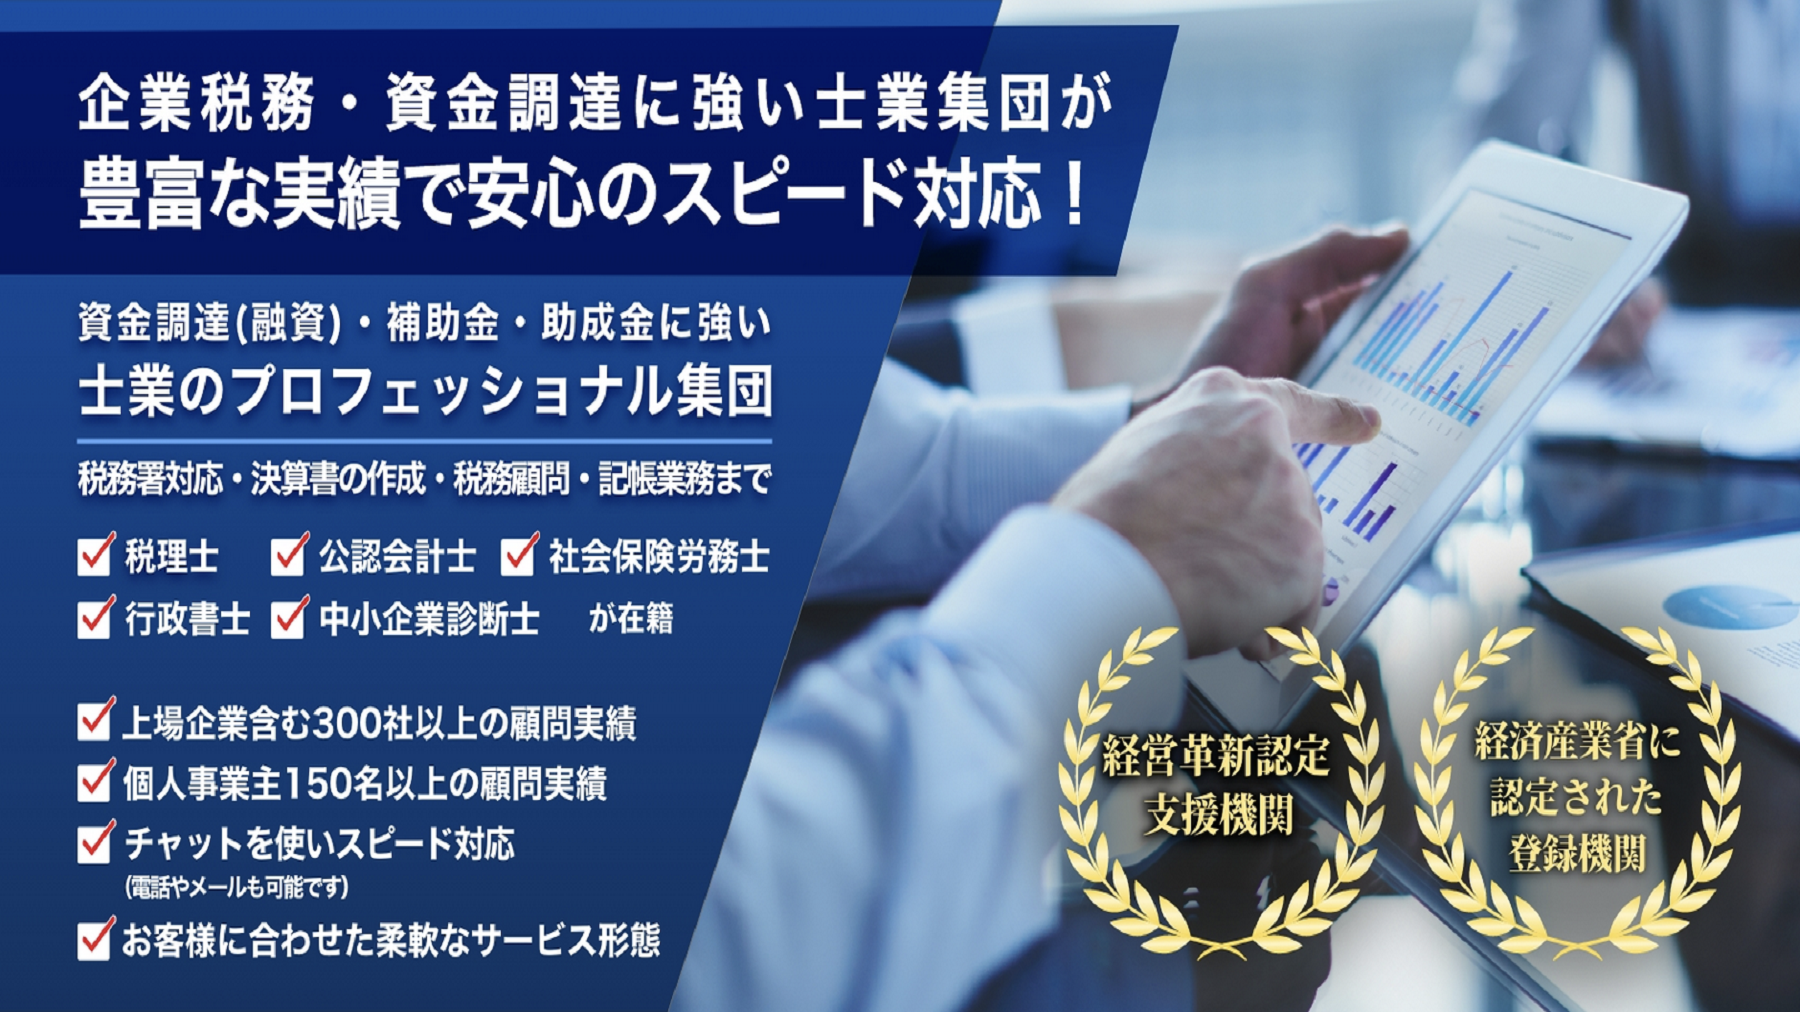 企業税務・資金調達に強い士業集団が
豊富な実績で安心のスピード対応！
資金調達(融資)・補助金・助成金に強い
士業のプロフェッショナル集団
税務署対応・決算書の作成・税務顧問・記帳業務まで
税理士 公認会計士 社会保険労務士
行政書士 中小企業診断士 が在籍
上場企業含む300社以上の顧問実績
個人事業主150名以上の顧問実績
チャットを使いスピード対応
(電話やメールも可能です)
お客様に合わせた柔軟なサービス形態
経営革新認定
支援機関
経済産業省に
認定された
登録機関